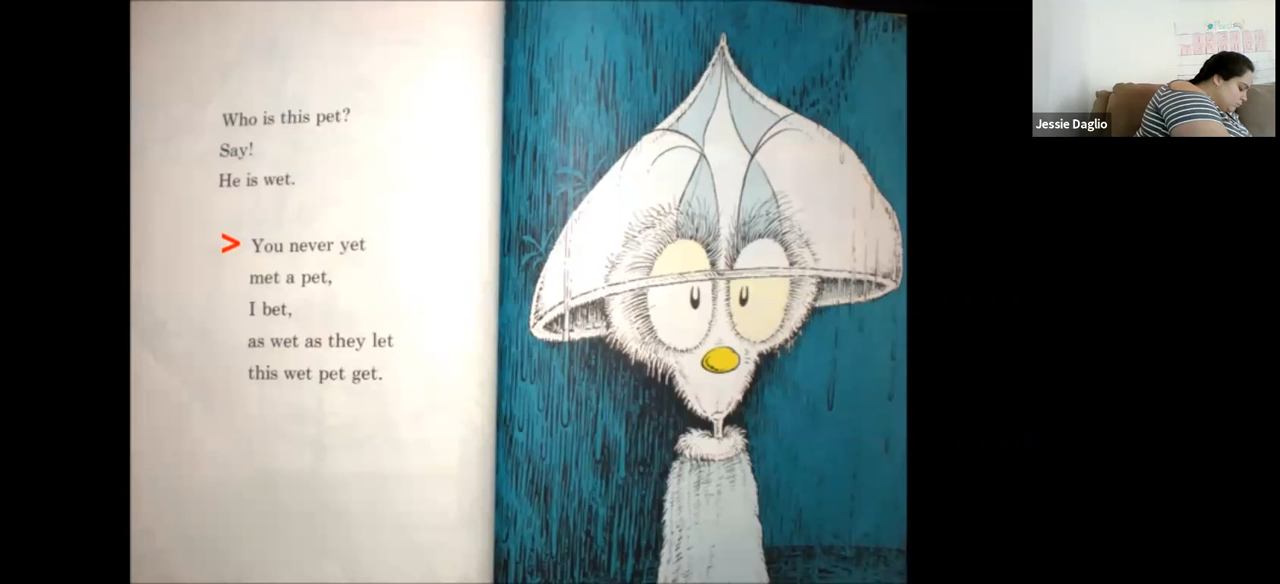 Who is this pet?
Say!
He is wet.
> You never yet
met a pet,
I bet,
as wet as they let
this wet pet get.
Jessie Daglio